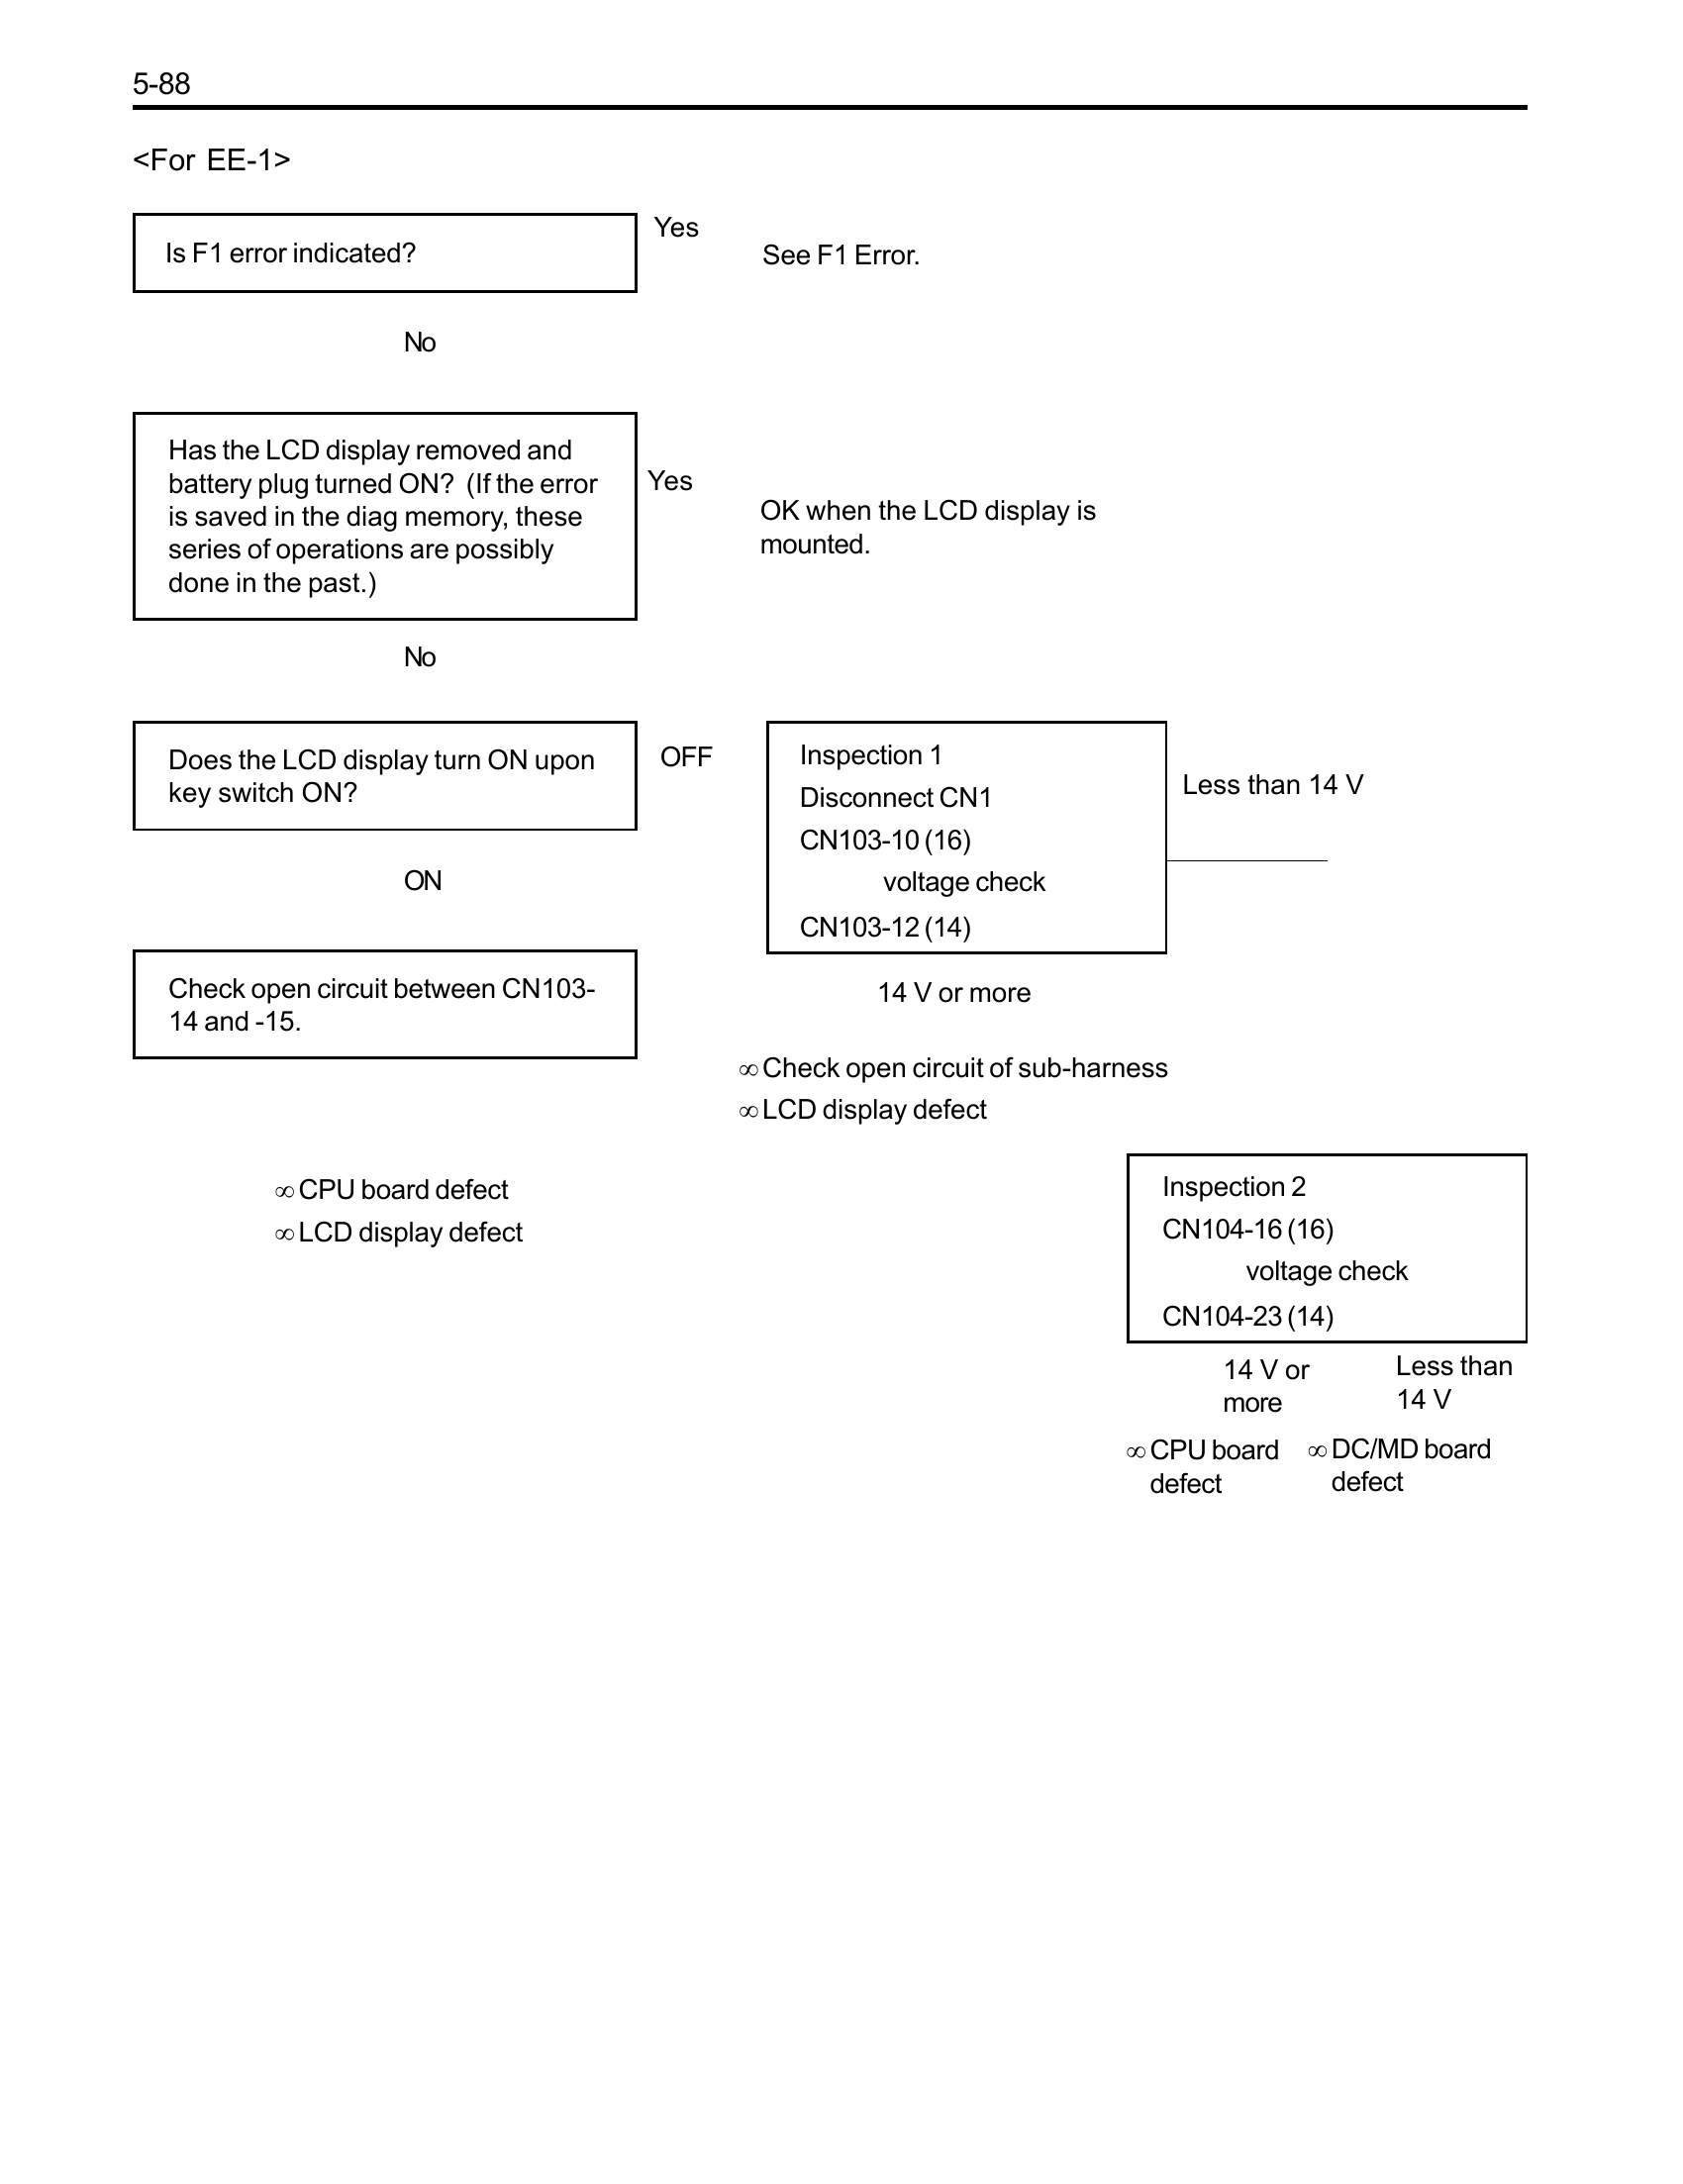 5-88
<For EE-1>
Is F1 error indicated?
Yes
See F1 Error.
No
Has the LCD display removed and
battery plug turned ON? (If the error
is saved in the diag memory, these
series of operations are possibly
done in the past.)
Yes
OK when the LCD display is
mounted.
No
Does the LCD display turn ON upon
key switch ON?
OFF
Inspection 1
Disconnect CN1
CN103-10 (16)
voltage check
CN103-12 (14)
Less than 14 V
ON
Check open circuit between CN103-
14 and -15.
14 V or more
∞ Check open circuit of sub-harness
∞ LCD display defect
∞ CPU board defect
∞ LCD display defect
Inspection 2
CN104-16 (16)
voltage check
CN104-23 (14)
14 V or
more
Less than
14 V
∞ CPU board
defect
∞ DC/MD board
defect